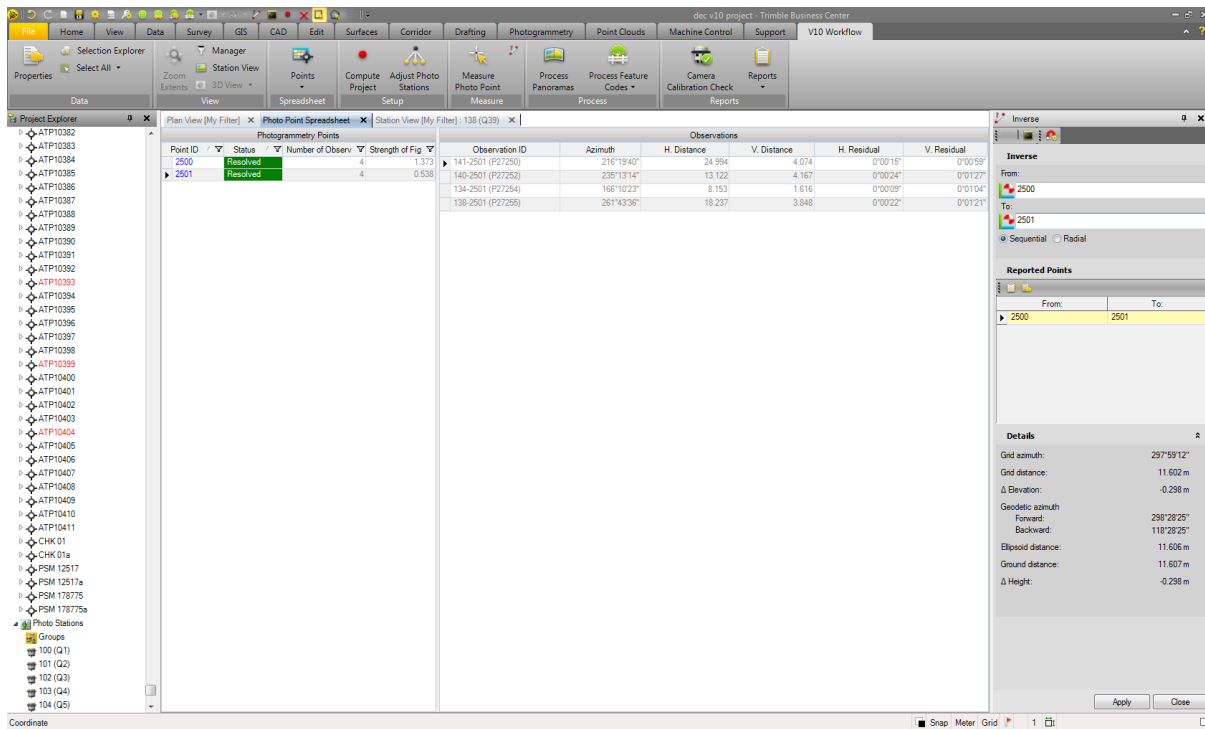 dec v10 project - Trimble Business Center
File Home View Data Survey GIS CAD Edit Surfaces Corridor Drafting Photogrammetry Point Clouds Machine Control Support V10 Workflow
Properties
Selection Explorer
Select All
Data
Zoom Extents
Manager
Station View
3D View
View
Points
Spreadsheet
Compute Project
Adjust Photo Stations
Setup
Measure Photo Point
Measure
Process Panoramas
Process Feature Codes
Process
Camera Calibration Check
Reports
Reports
Project Explorer
ATP10382
ATP10383
ATP10384
ATP10385
ATP10386
ATP10387
ATP10388
ATP10389
ATP10390
ATP10391
ATP10392
ATP10393
ATP10394
ATP10395
ATP10396
ATP10397
ATP10398
ATP10399
ATP10400
ATP10401
ATP10402
ATP10403
ATP10404
ATP10405
ATP10406
ATP10407
ATP10408
ATP10409
ATP10410
ATP10411
CHK 01
CHK 01a
PSM 12517
PSM 12517a
PSM 178775
PSM 178775a
Photo Stations
Groups
100 (Q1)
101 (Q2)
102 (Q3)
103 (Q4)
104 (Q5)
Plan View [My Filter] Photo Point Spreadsheet Station View [My Filter] : 138 (Q39)
Photogrammetry Points
Point ID Status Number of Observ Strength of Fig
2500 Resolved 4 1.373
2501 Resolved 4 0.538
Observations
Observation ID Azimuth H. Distance V. Distance H. Residual V. Residual
141-2501 (P27250) 216°19'40" 24.994 4.074 0°00'15" 0°00'59"
140-2501 (P27252) 235°13'14" 13.122 4.167 0°00'24" 0°01'27"
134-2501 (P27254) 166°10'23" 8.153 1.616 0°00'09" 0°01'04"
138-2501 (P27255) 261°43'36" 18.237 3.848 0°00'22" 0°01'21"
Inverse
Inverse
From:
2500
To:
2501
Sequential Radial
Reported Points
From: To:
2500 2501
Details
Grid azimuth: 297°59'12"
Grid distance: 11.602 m
Δ Elevation: -0.298 m
Geodetic azimuth
Forward: 298°28'25"
Backward: 118°28'25"
Ellipsoid distance: 11.606 m
Ground distance: 11.607 m
Δ Height: -0.298 m
Apply Close
Coordinate
Snap Meter Grid 1